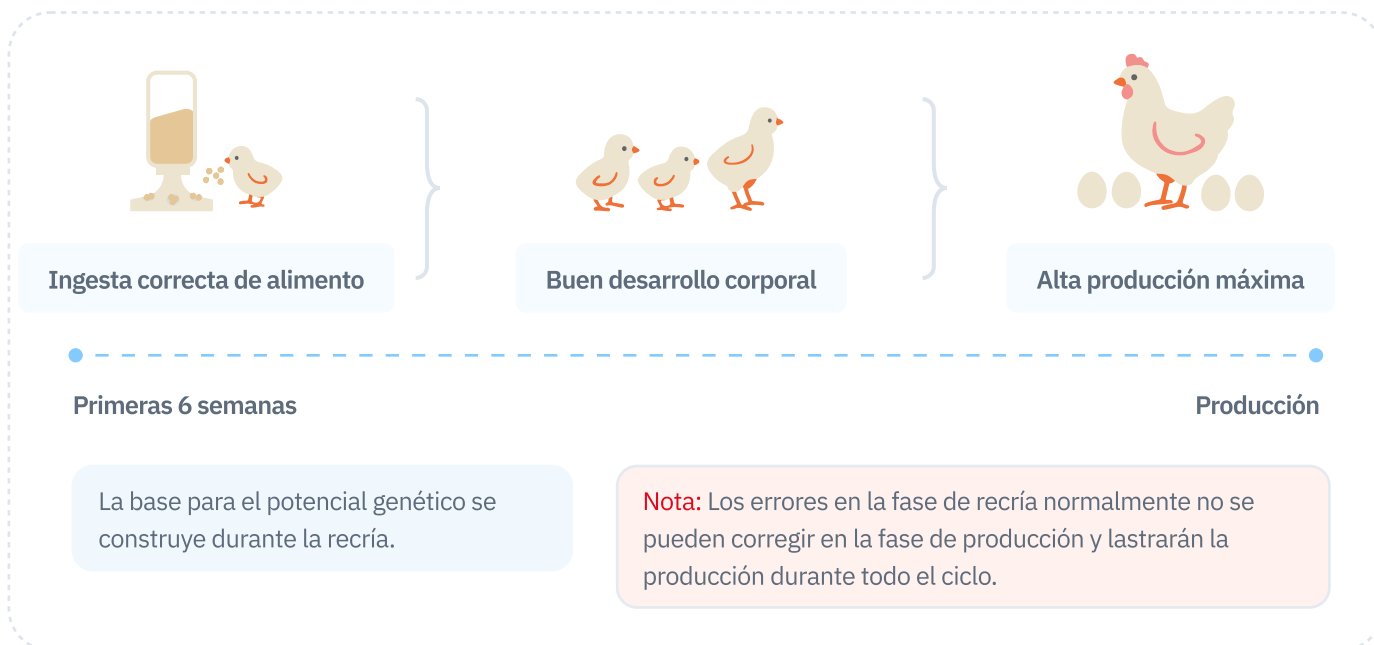 Ingesta correcta de alimento
Buen desarrollo corporal
Alta producción máxima
Primeras 6 semanas
Producción
La base para el potencial genético se
construye durante la recría.
Nota: Los errores en la fase de recría normalmente no se
pueden corregir en la fase de producción y lastrarán la
producción durante todo el ciclo.